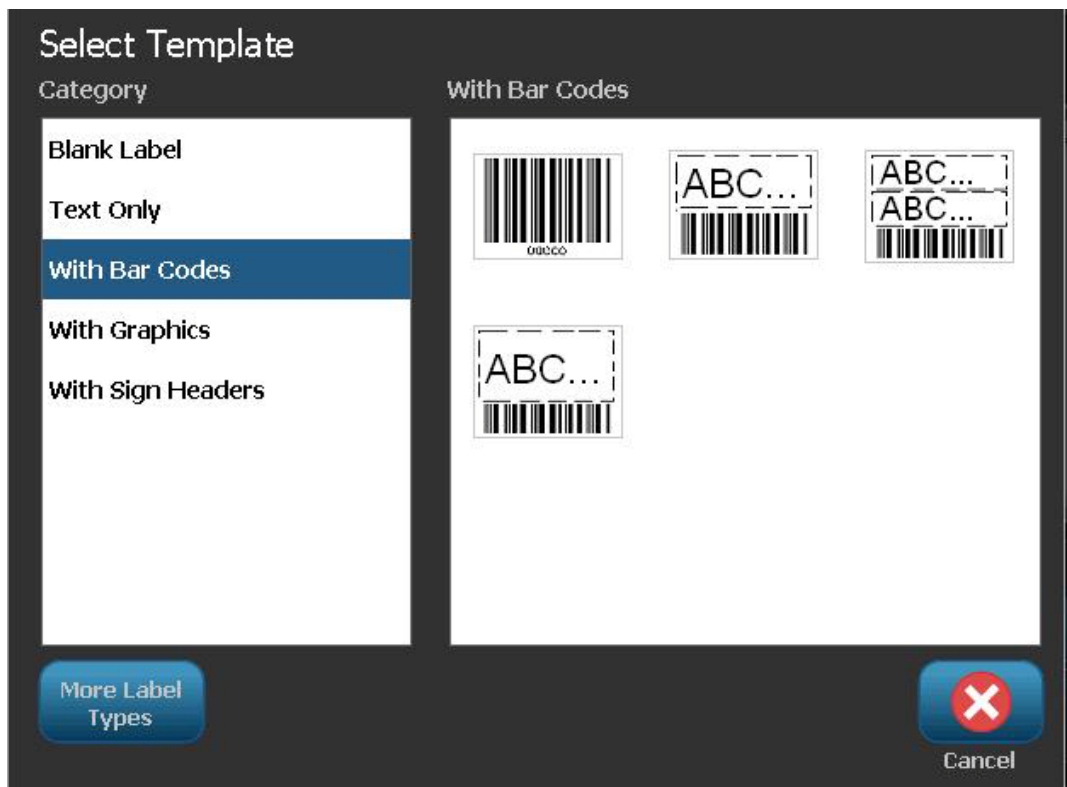 Select Template
Category
With Bar Codes
Blank Label
Text Only
With Bar Codes
With Graphics
With Sign Headers
ABC...
ABC...
ABC...
ABC...
More Label
Types
Cancel